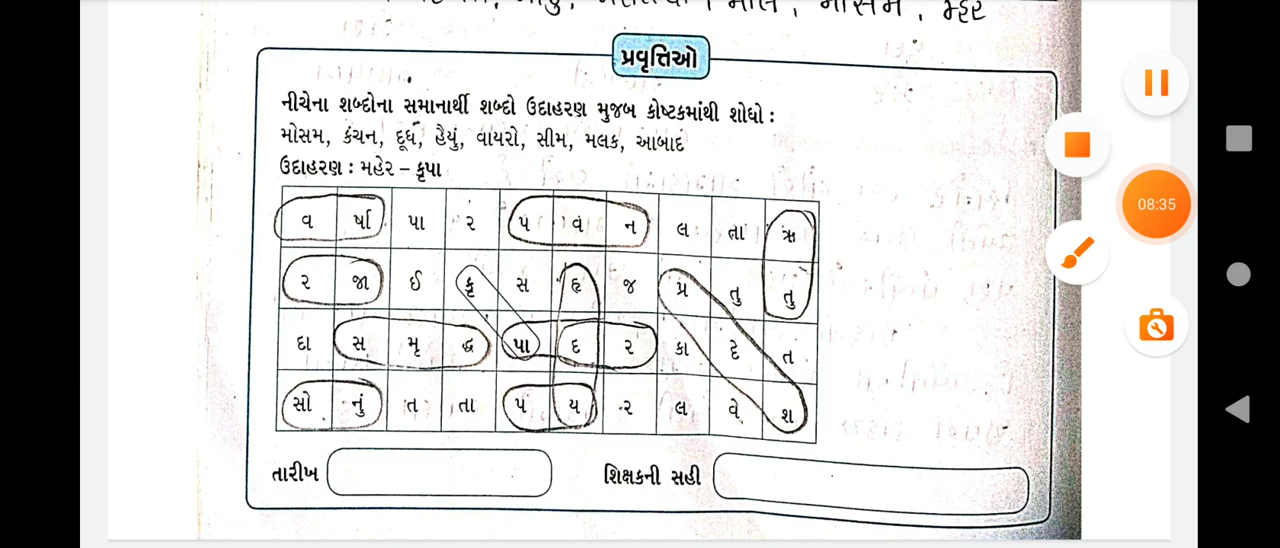 મોસમ. મ્હેર
પ્રવૃત્તિઓ
નીચેના શબ્દોના સમાનાર્થી શબ્દો ઉદાહરણ મુજબ કોષ્ટકમાંથી શોધો :
મોસમ, કંચન, દૂધ, હૈયું, વાયરો, સીમ, મલક, આબાદ
ઉદાહરણ : મહેર – કૃપા
વ ર્ષા પા ર પ વ ન લ તા ઋ
ર જા ઈ કૃ સ હૃ જ પ્ર તુ તુ
દા સ મૃ દ્ધ પા દ ર કા દે ત
સો નું ત તા પ ય ર લ વે શ
તારીખ
શિક્ષકની સહી
08:35